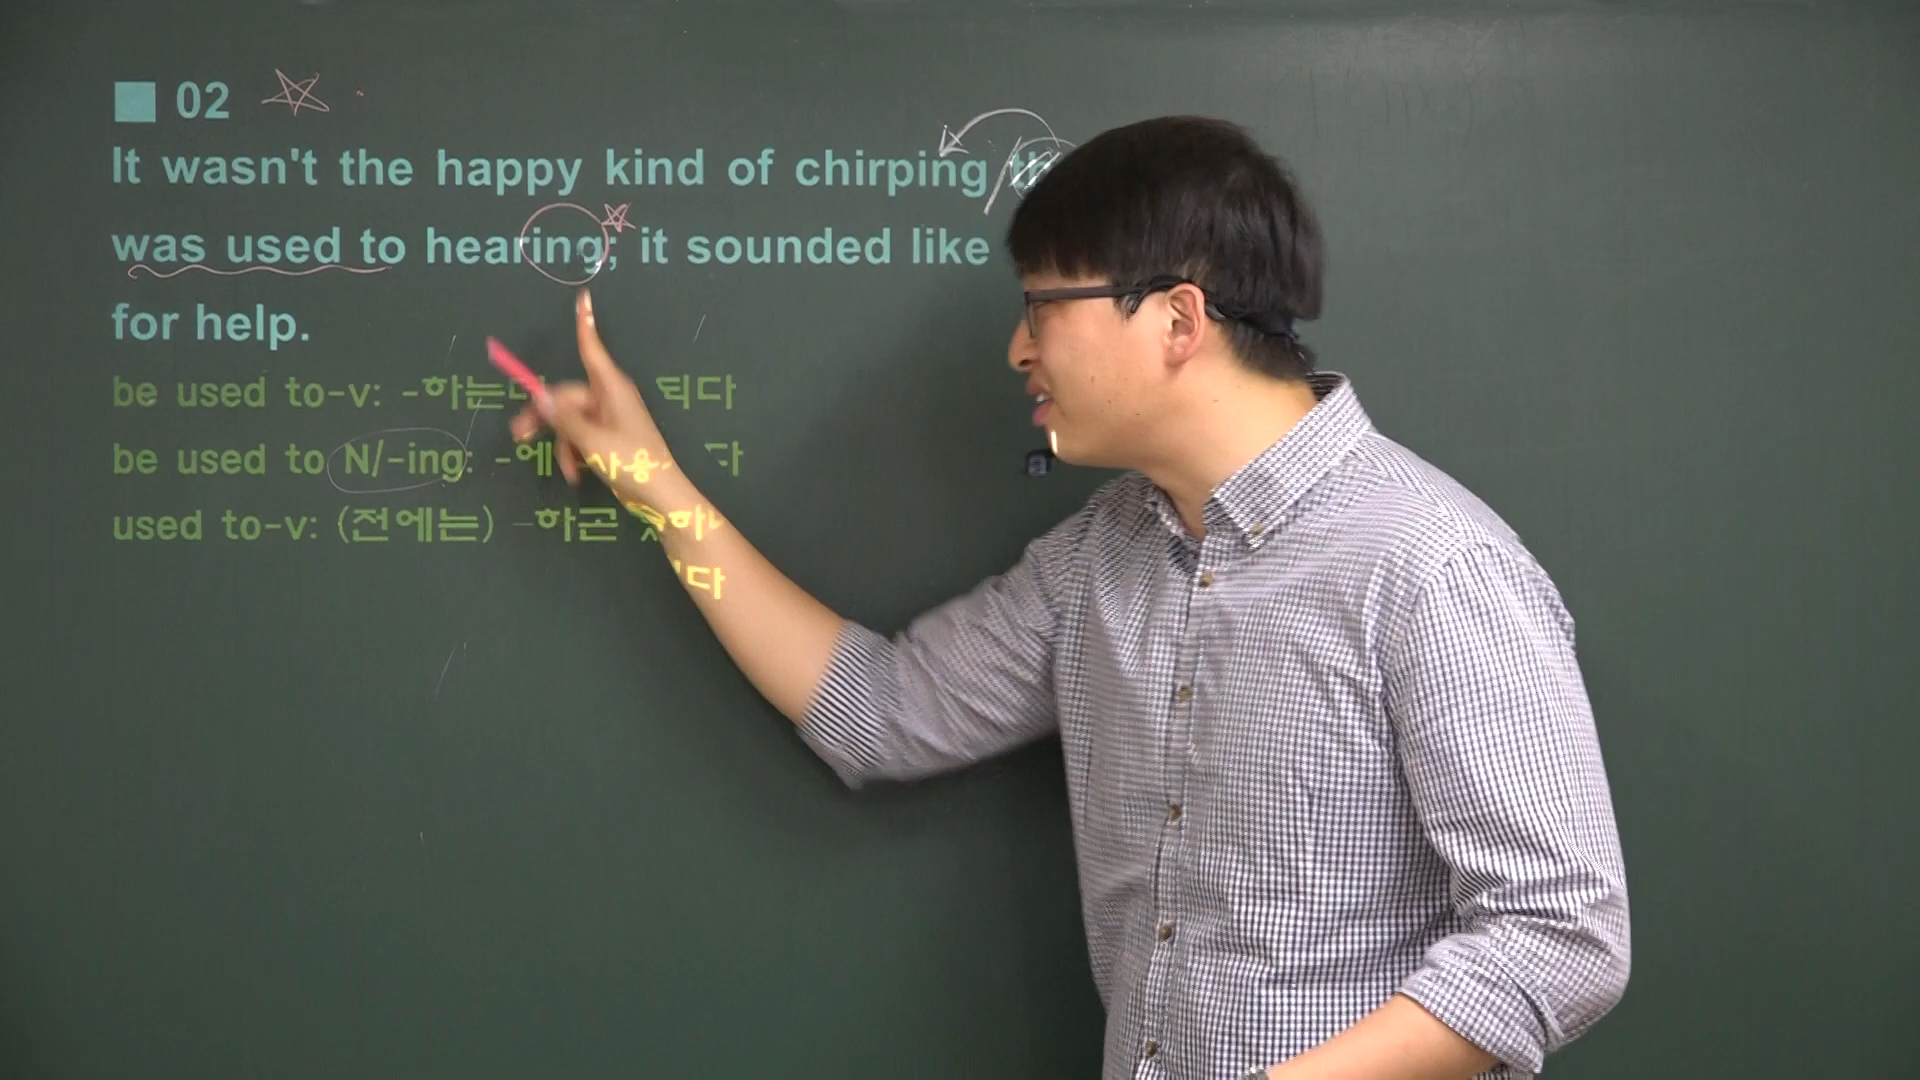 02
It wasn't the happy kind of chirping
was used to hearing; it sounded like
for help.
be used to-v: -하는데 되다
be used to N/-ing: -에 다
used to-v: (전에는) -하곤 했
다